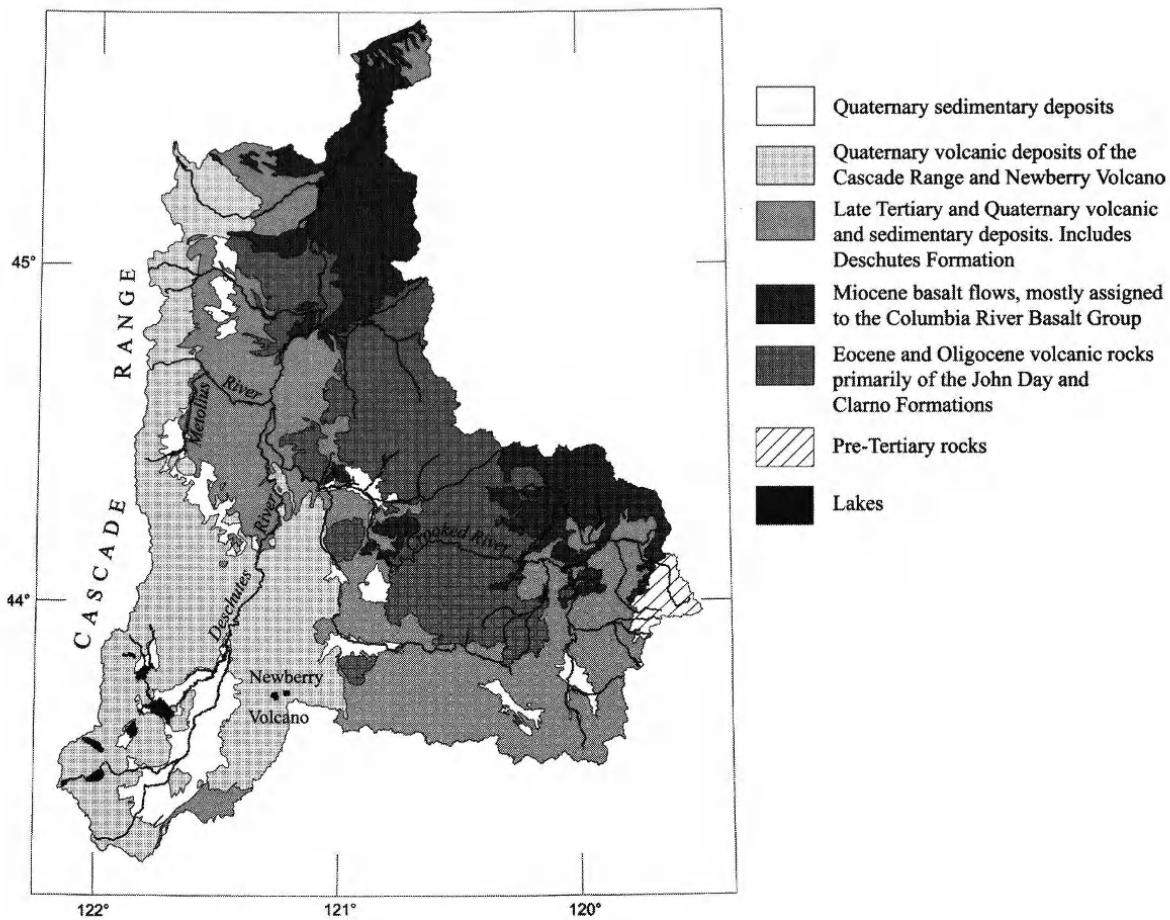 Quaternary sedimentary deposits
Quaternary volcanic deposits of the
Cascade Range and Newberry Volcano
Late Tertiary and Quaternary volcanic
and sedimentary deposits. Includes
Deschutes Formation
Miocene basalt flows, mostly assigned
to the Columbia River Basalt Group
Eocene and Oligocene volcanic rocks
primarily of the John Day and
Clarno Formations
Pre-Tertiary rocks
Lakes
45°
44°
122°
121°
120°
CASCADE RANGE
Metolius River
Deschutes River
Crooked River
Newberry
Volcano